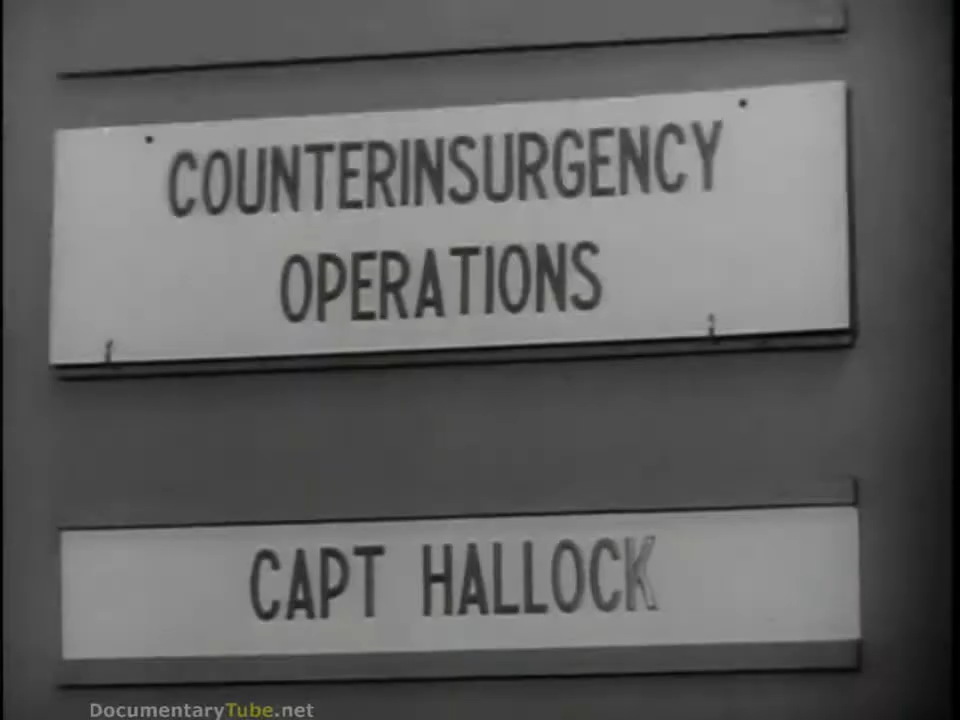 COUNTERINSURGENCY
OPERATIONS
CAPT HALLOCK
DocumentaryTube.net